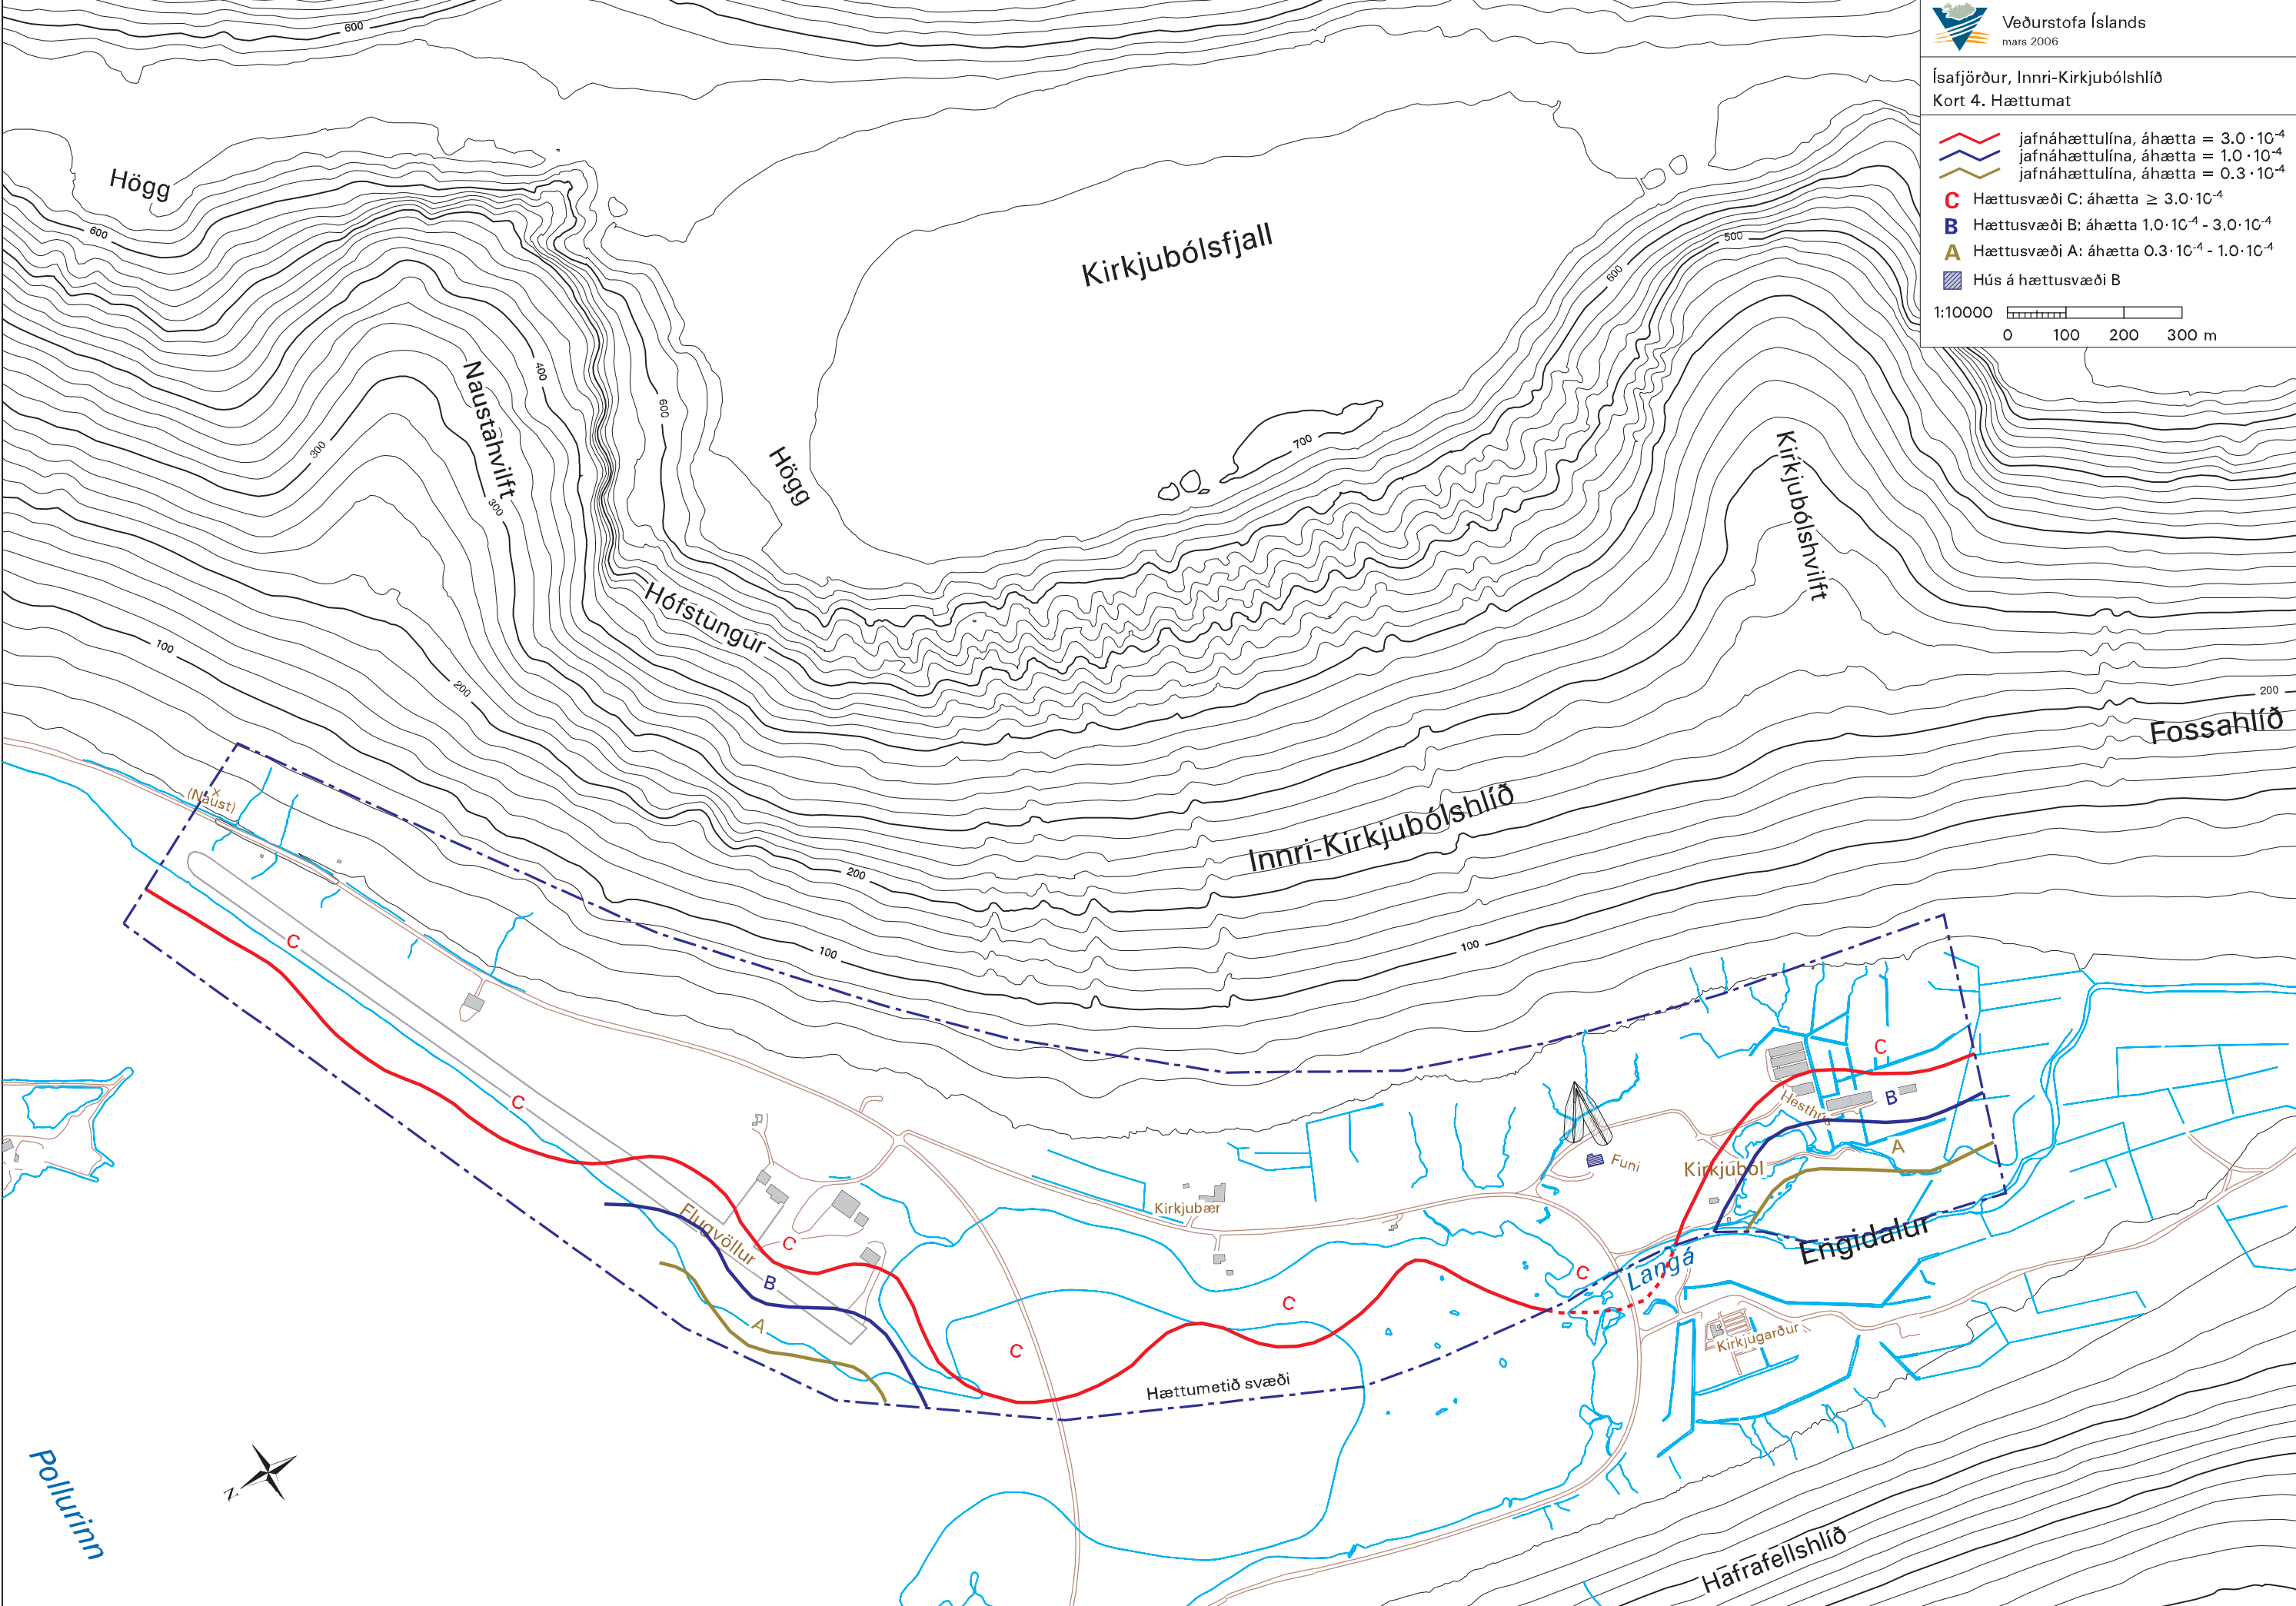 Veðurstofa Íslands
mars 2006
Ísafjörður, Innri-Kirkjubólshlíð
Kort 4. Hættumat
jafnáhættulína, áhætta = 3.0·10⁻⁴
jafnáhættulína, áhætta = 1.0·10⁻⁴
jafnáhættulína, áhætta = 0.3·10⁻⁴
C Hættusvæði C: áhætta ≥ 3.0·10⁻⁴
B Hættusvæði B: áhætta 1.0·10⁻⁴ - 3.0·10⁻⁴
A Hættusvæði A: áhætta 0.3·10⁻⁴ - 1.0·10⁻⁴
Hús á hættusvæði B
1:10000
0 100 200 300 m
600
Högg
600
Kirkjubólsfjall
500
600
Naustahvilft
400
600
300
300
Högg
700
Kirkjubólshvilft
Hófstungur
100
200
200
Fossahlíð
Innri-Kirkjubólshlíð
200
100
100
(Naust)
x
C
C
C
Hesthús
B
A
Funi
Kirkjuból
Kirkjubær
Flugvöllur
C
B
A
C
C
C
Langá
Engidalur
Kirkjugarður
Hættumetið svæði
N
Pollurinn
Hafrafellshlíð